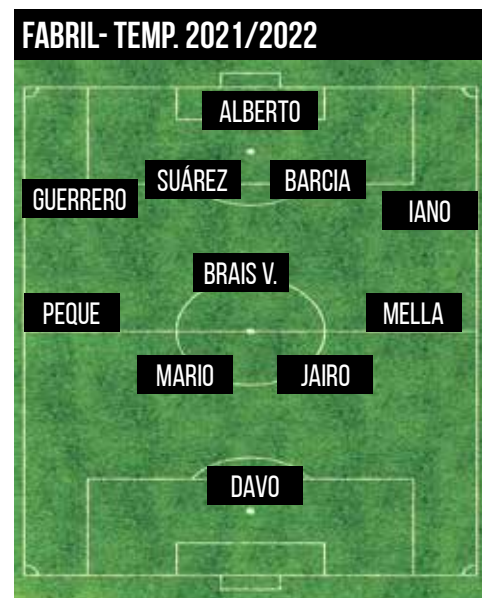 FABRIL- TEMP. 2021/2022
ALBERTO
SUÁREZ
BARCIA
GUERRERO
IANO
BRAIS V.
PEQUE
MELLA
MARIO
JAIRO
DAVO